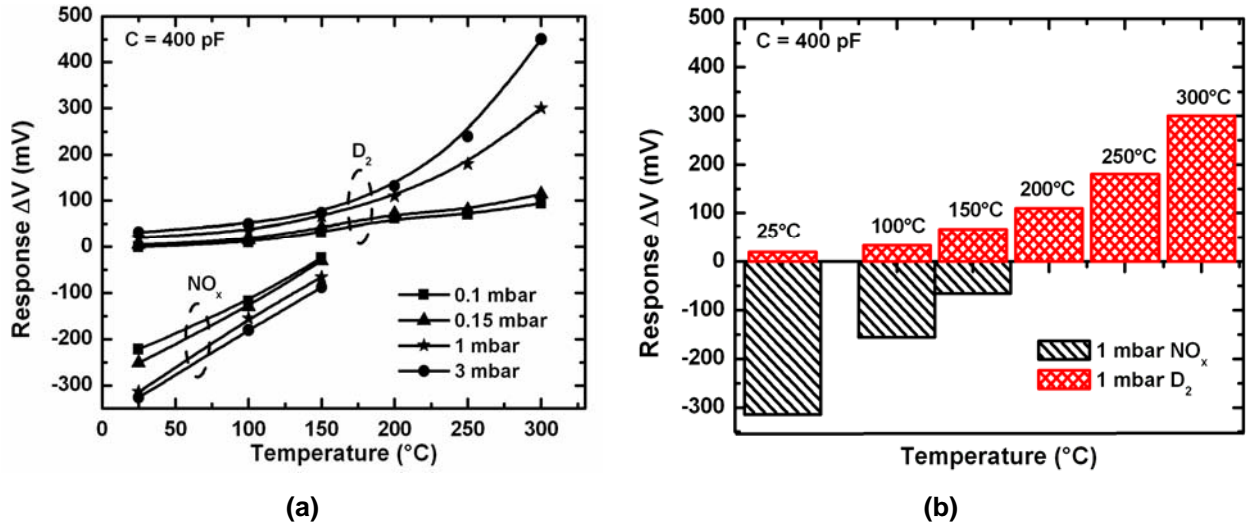 C = 400 pF
Response ΔV (mV)
500
400
300
200
100
0
-100
-200
-300
D2
NOx
0.1 mbar
0.15 mbar
1 mbar
3 mbar
0 50 100 150 200 250 300
Temperature (°C)
(a)
C = 400 pF
Response ΔV (mV)
500
400
300
200
100
0
-100
-200
-300
25°C
100°C
150°C
200°C
250°C
300°C
1 mbar NOx
1 mbar D2
Temperature (°C)
(b)